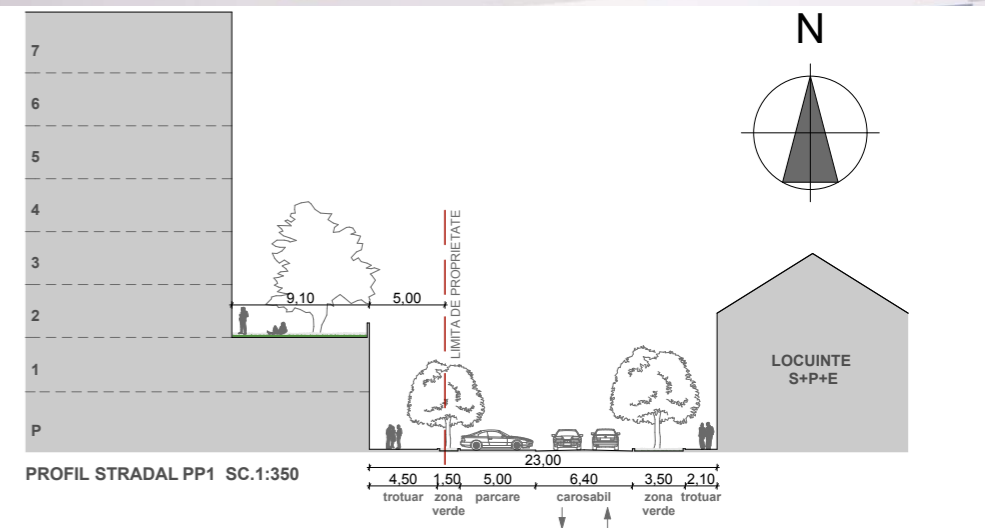 N
7
6
5
4
3
2
1
P
9,10
5,00
LIMITA DE PROPRIETATE
LOCUINTE
S+P+E
23,00
PROFIL STRADAL PP1 SC.1:350
4,50 1,50 5,00 6,40 3,50 2,10
trotuar zona parcare carosabil zona trotuar
verde verde